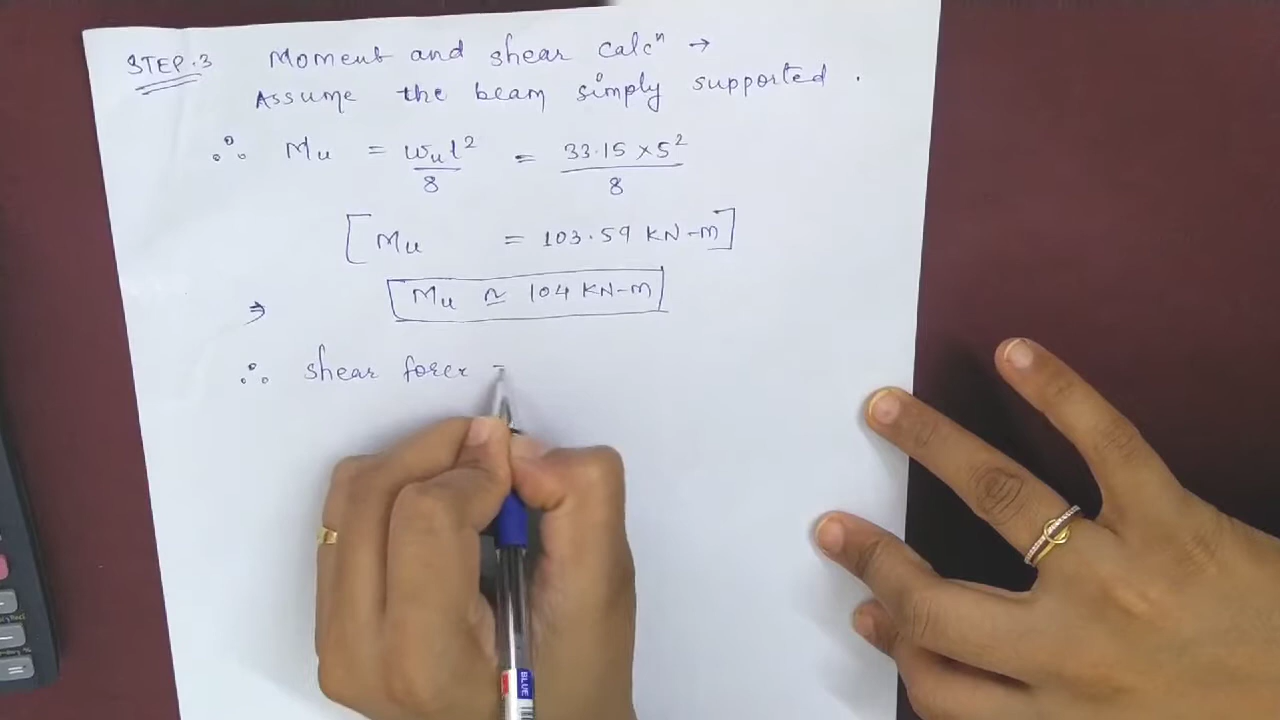 STEP.3 Moment and shear calcⁿ →
Assume the beam simply supported .
∴ Mu = wul²/8 = 33.15 × 5²/8
[Mu = 103.59 KN-m]
⇒ Mu ≃ 104 KN-m
∴ shear force =
BLUE